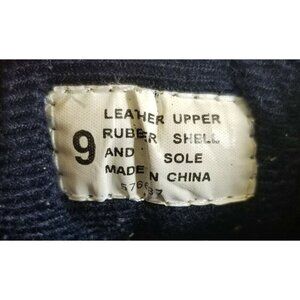 LEATHER UPPER
RUBBER SHELL
9 AND SOLE
MADE IN CHINA